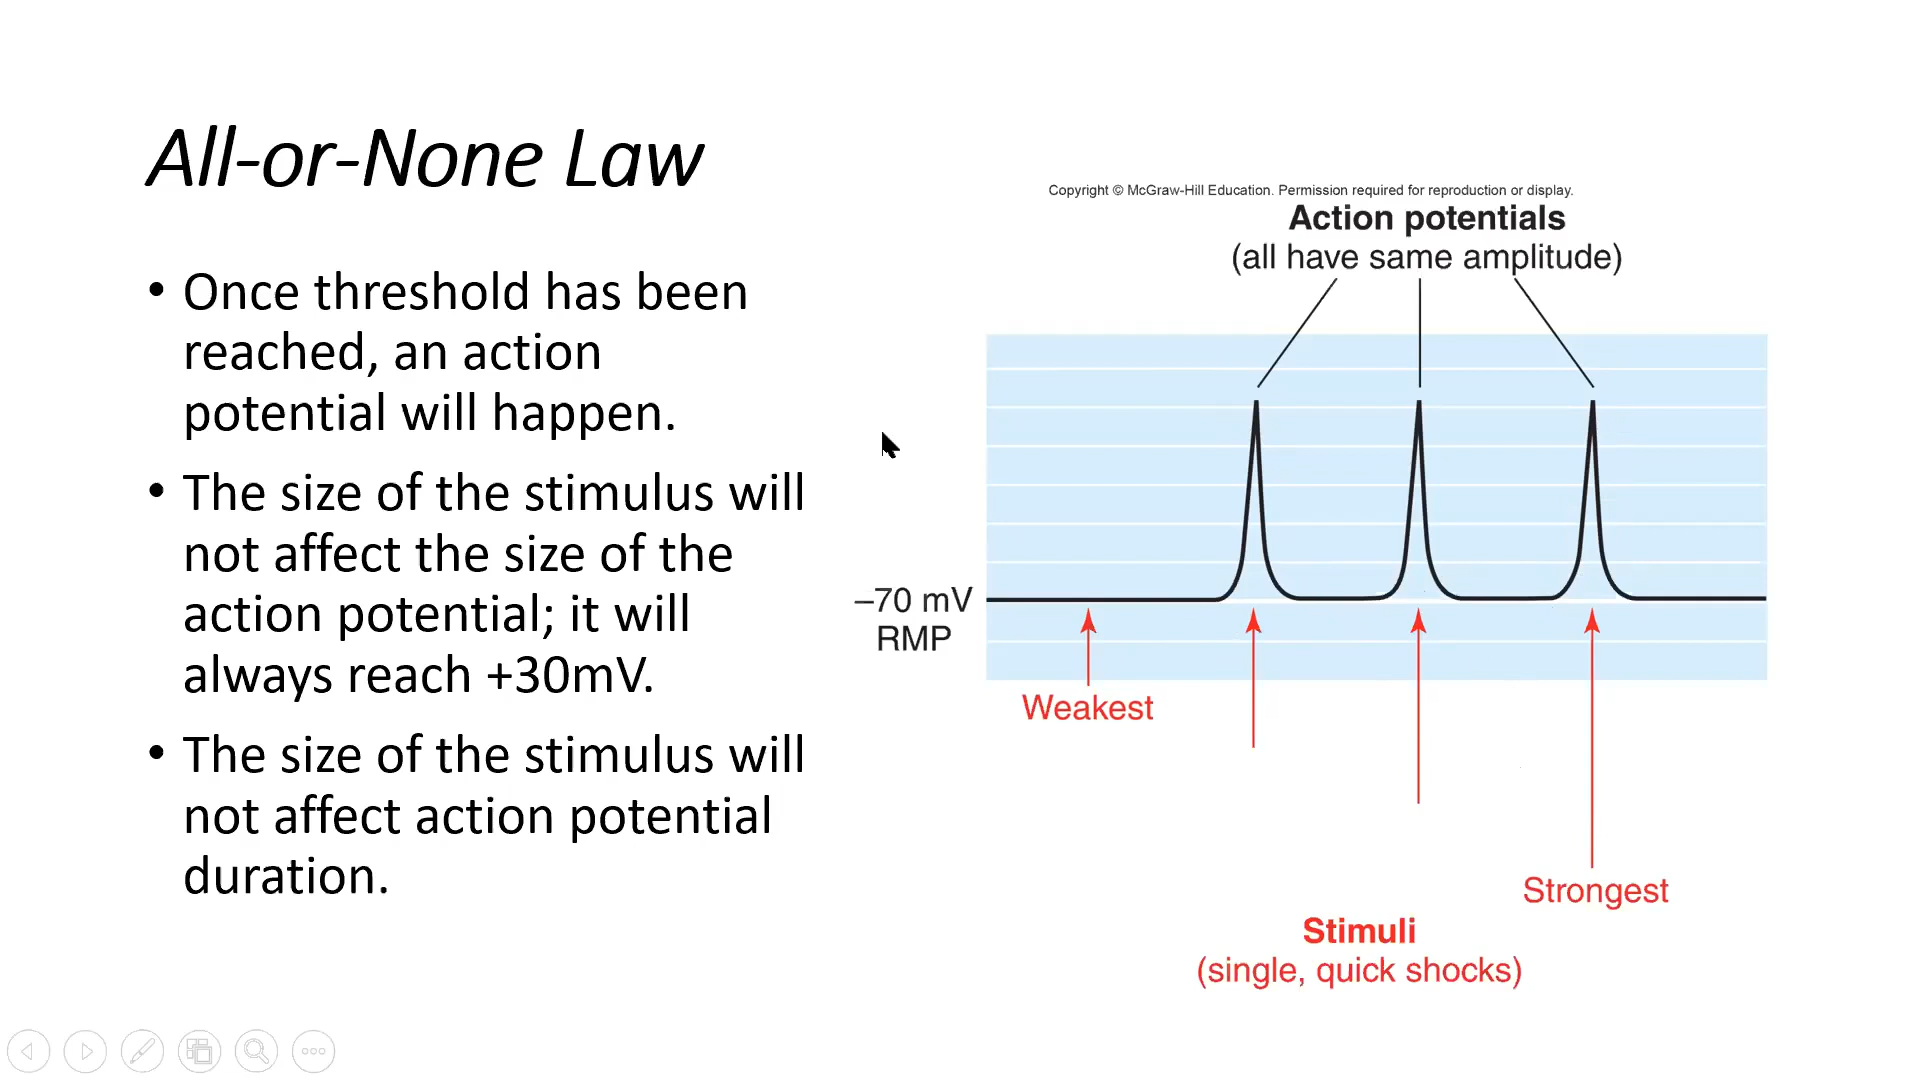 All-or-None Law
• Once threshold has been
reached, an action
potential will happen.
• The size of the stimulus will
not affect the size of the
action potential; it will
always reach +30mV.
• The size of the stimulus will
not affect action potential
duration.
Copyright © McGraw-Hill Education. Permission required for reproduction or display.
Action potentials
(all have same amplitude)
–70 mV
RMP
Weakest
Strongest
Stimuli
(single, quick shocks)